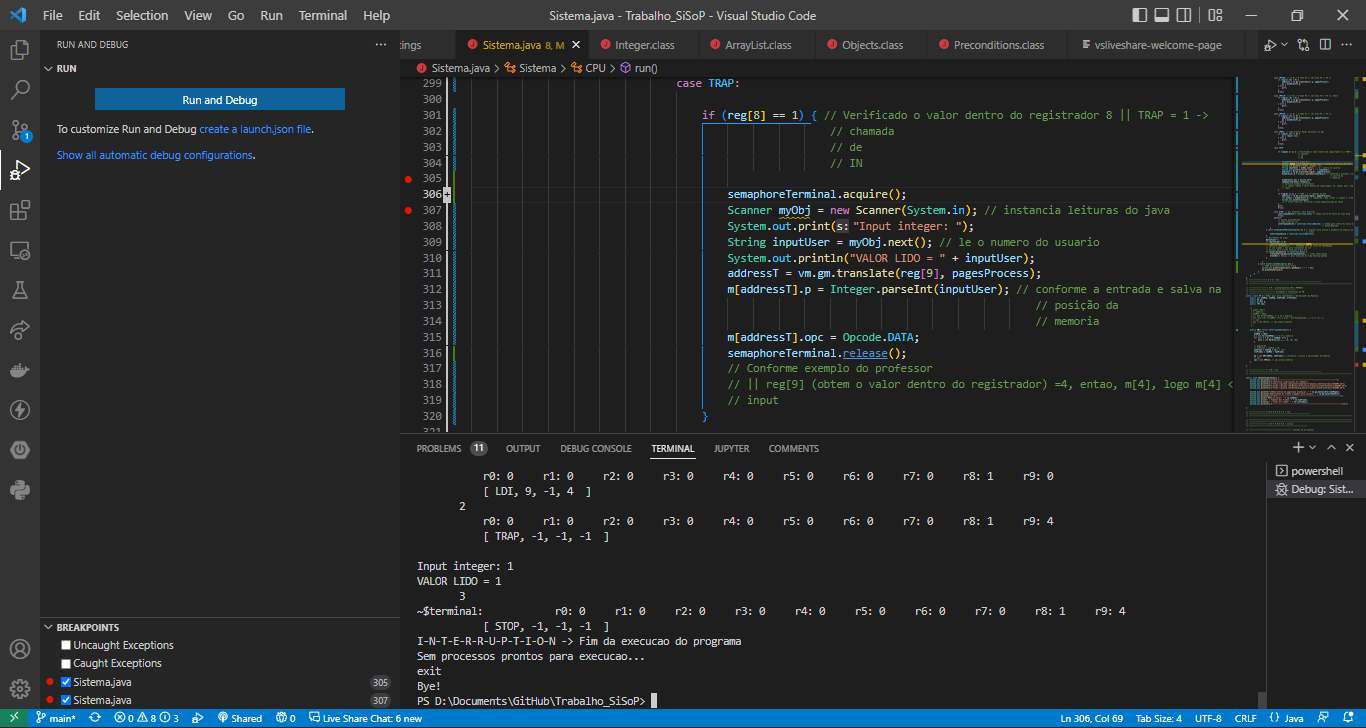 File Edit Selection View Go Run Terminal Help
Sistema.java - Trabalho_SiSoP - Visual Studio Code
RUN AND DEBUG ...
RUN
Run and Debug
To customize Run and Debug create a launch.json file.
Show all automatic debug configurations.
1
BREAKPOINTS
Uncaught Exceptions
Caught Exceptions
Sistema.java 305
Sistema.java 307
tings Sistema.java 8, M Integer.class ArrayList.class Objects.class Preconditions.class vsliveshare-welcome-page
Sistema.java > Sistema > CPU > run()
299 case TRAP:
300
301 if (reg[8] == 1) { // Verificado o valor dentro do registrador 8 || TRAP = 1 ->
302 // chamada
303 // de
304 // IN
305
306 semaphoreTerminal.acquire();
307 Scanner myObj = new Scanner(System.in); // instancia leituras do java
308 System.out.print(s: "Input integer: ");
309 String inputUser = myObj.next(); // le o numero do usuario
310 System.out.println("VALOR LIDO = " + inputUser);
311 addressT = vm.gm.translate(reg[9], pagesProcess);
312 m[addressT].p = Integer.parseInt(inputUser); // conforme a entrada e salva na
313 // posição da
314 // memoria
315 m[addressT].opc = Opcode.DATA;
316 semaphoreTerminal.release();
317 // Conforme exemplo do professor
318 // || reg[9] (obtem o valor dentro do registrador) =4, entao, m[4], logo m[4] <
319 // input
320 }
321
PROBLEMS 11 OUTPUT DEBUG CONSOLE TERMINAL JUPYTER COMMENTS
r0: 0 r1: 0 r2: 0 r3: 0 r4: 0 r5: 0 r6: 0 r7: 0 r8: 1 r9: 0
[ LDI, 9, -1, 4 ]
2
r0: 0 r1: 0 r2: 0 r3: 0 r4: 0 r5: 0 r6: 0 r7: 0 r8: 1 r9: 4
[ TRAP, -1, -1, -1 ]
Input integer: 1
VALOR LIDO = 1
3
~$terminal: r0: 0 r1: 0 r2: 0 r3: 0 r4: 0 r5: 0 r6: 0 r7: 0 r8: 1 r9: 4
[ STOP, -1, -1, -1 ]
I-N-T-E-R-R-U-P-T-I-O-N -> Fim da execucao do programa
Sem processos prontos para execucao...
exit
Bye!
PS D:\Documents\GitHub\Trabalho_SiSoP>
powershell
Debug: Sist...
main* 0 8 3 Shared 0 Live Share Chat: 6 new Ln 306, Col 69 Tab Size: 4 UTF-8 CRLF {} Java